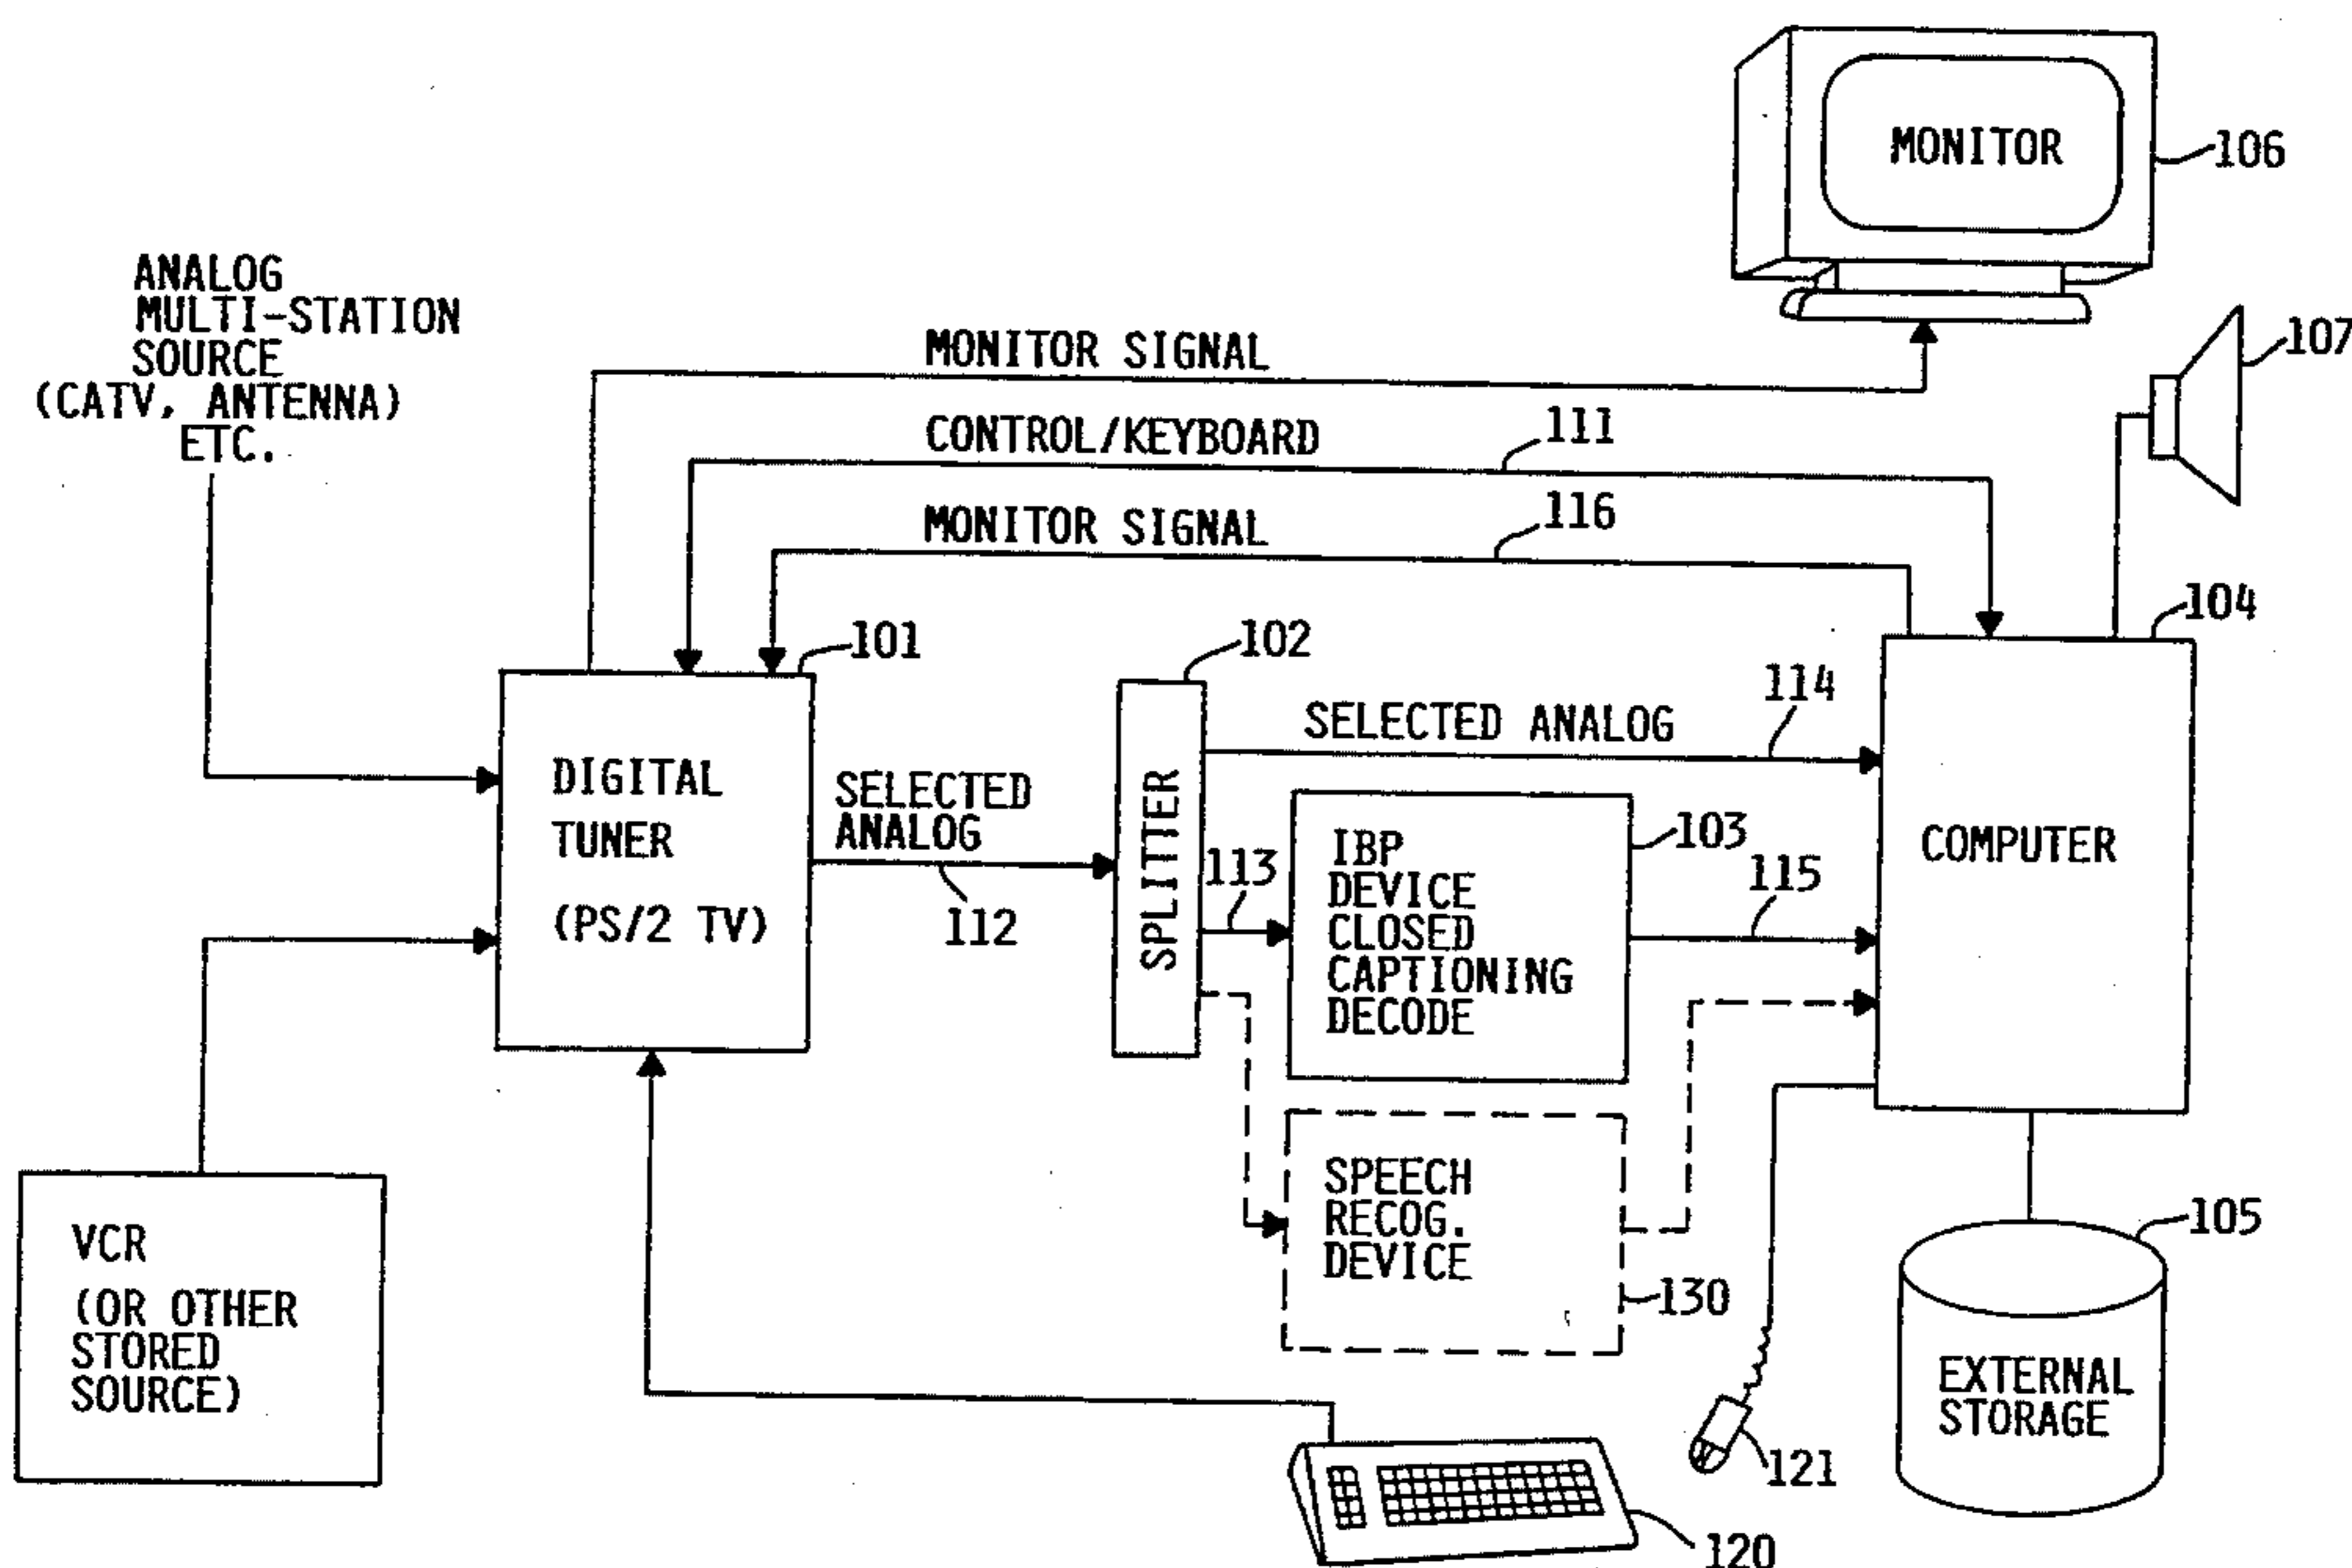 MONITOR
106
ANALOG
MULTI-STATION
SOURCE
(CATV, ANTENNA)
ETC.
MONITOR SIGNAL
107
CONTROL/KEYBOARD
111
MONITOR SIGNAL
116
101
102
104
114
SELECTED ANALOG
DIGITAL
TUNER
(PS/2 TV)
SELECTED
ANALOG
112
SPLITTER
113
IBP
DEVICE
CLOSED
CAPTIONING
DECODE
103
115
COMPUTER
SPEECH
RECOG.
DEVICE
130
VCR
(OR OTHER
STORED
SOURCE)
105
EXTERNAL
STORAGE
121
120